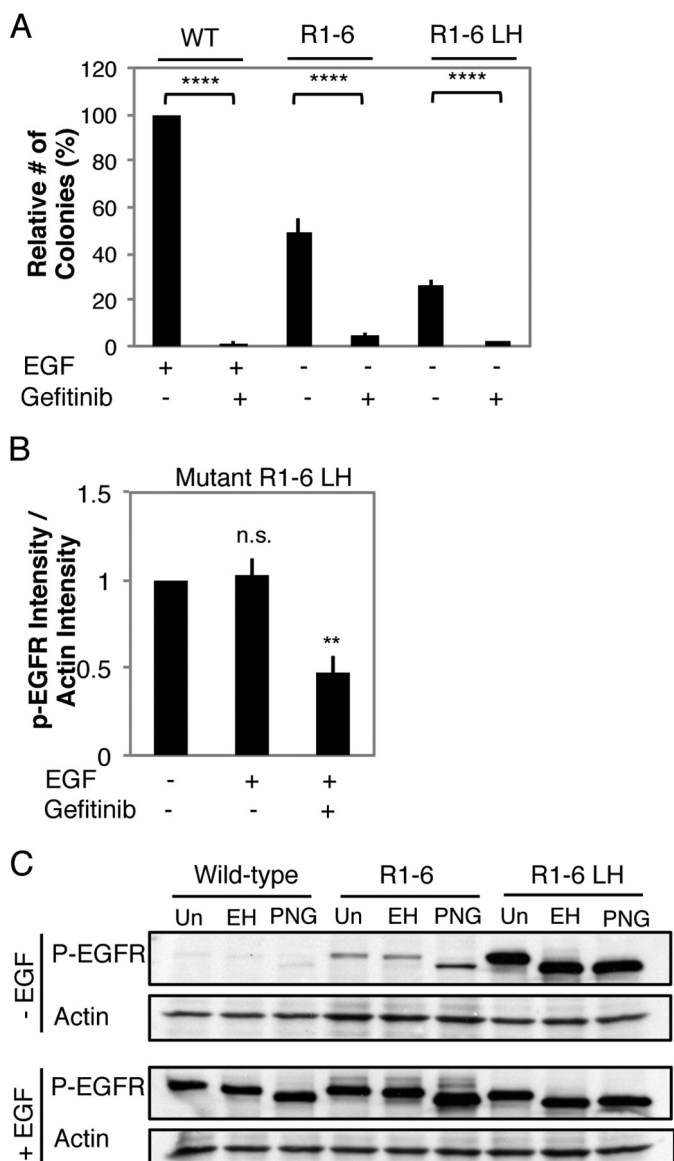 A
WT R1-6 R1-6 LH
**** **** ****
Relative # of
Colonies (%)
120
100
80
60
40
20
0
EGF + + - - - -
Gefitinib - + - + - +
B
Mutant R1-6 LH
p-EGFR Intensity /
Actin Intensity
1.5
1
0.5
0
n.s.
**
EGF - + +
Gefitinib - - +
C
Wild-type R1-6 R1-6 LH
Un EH PNG Un EH PNG Un EH PNG
- EGF
P-EGFR
Actin
+ EGF
P-EGFR
Actin